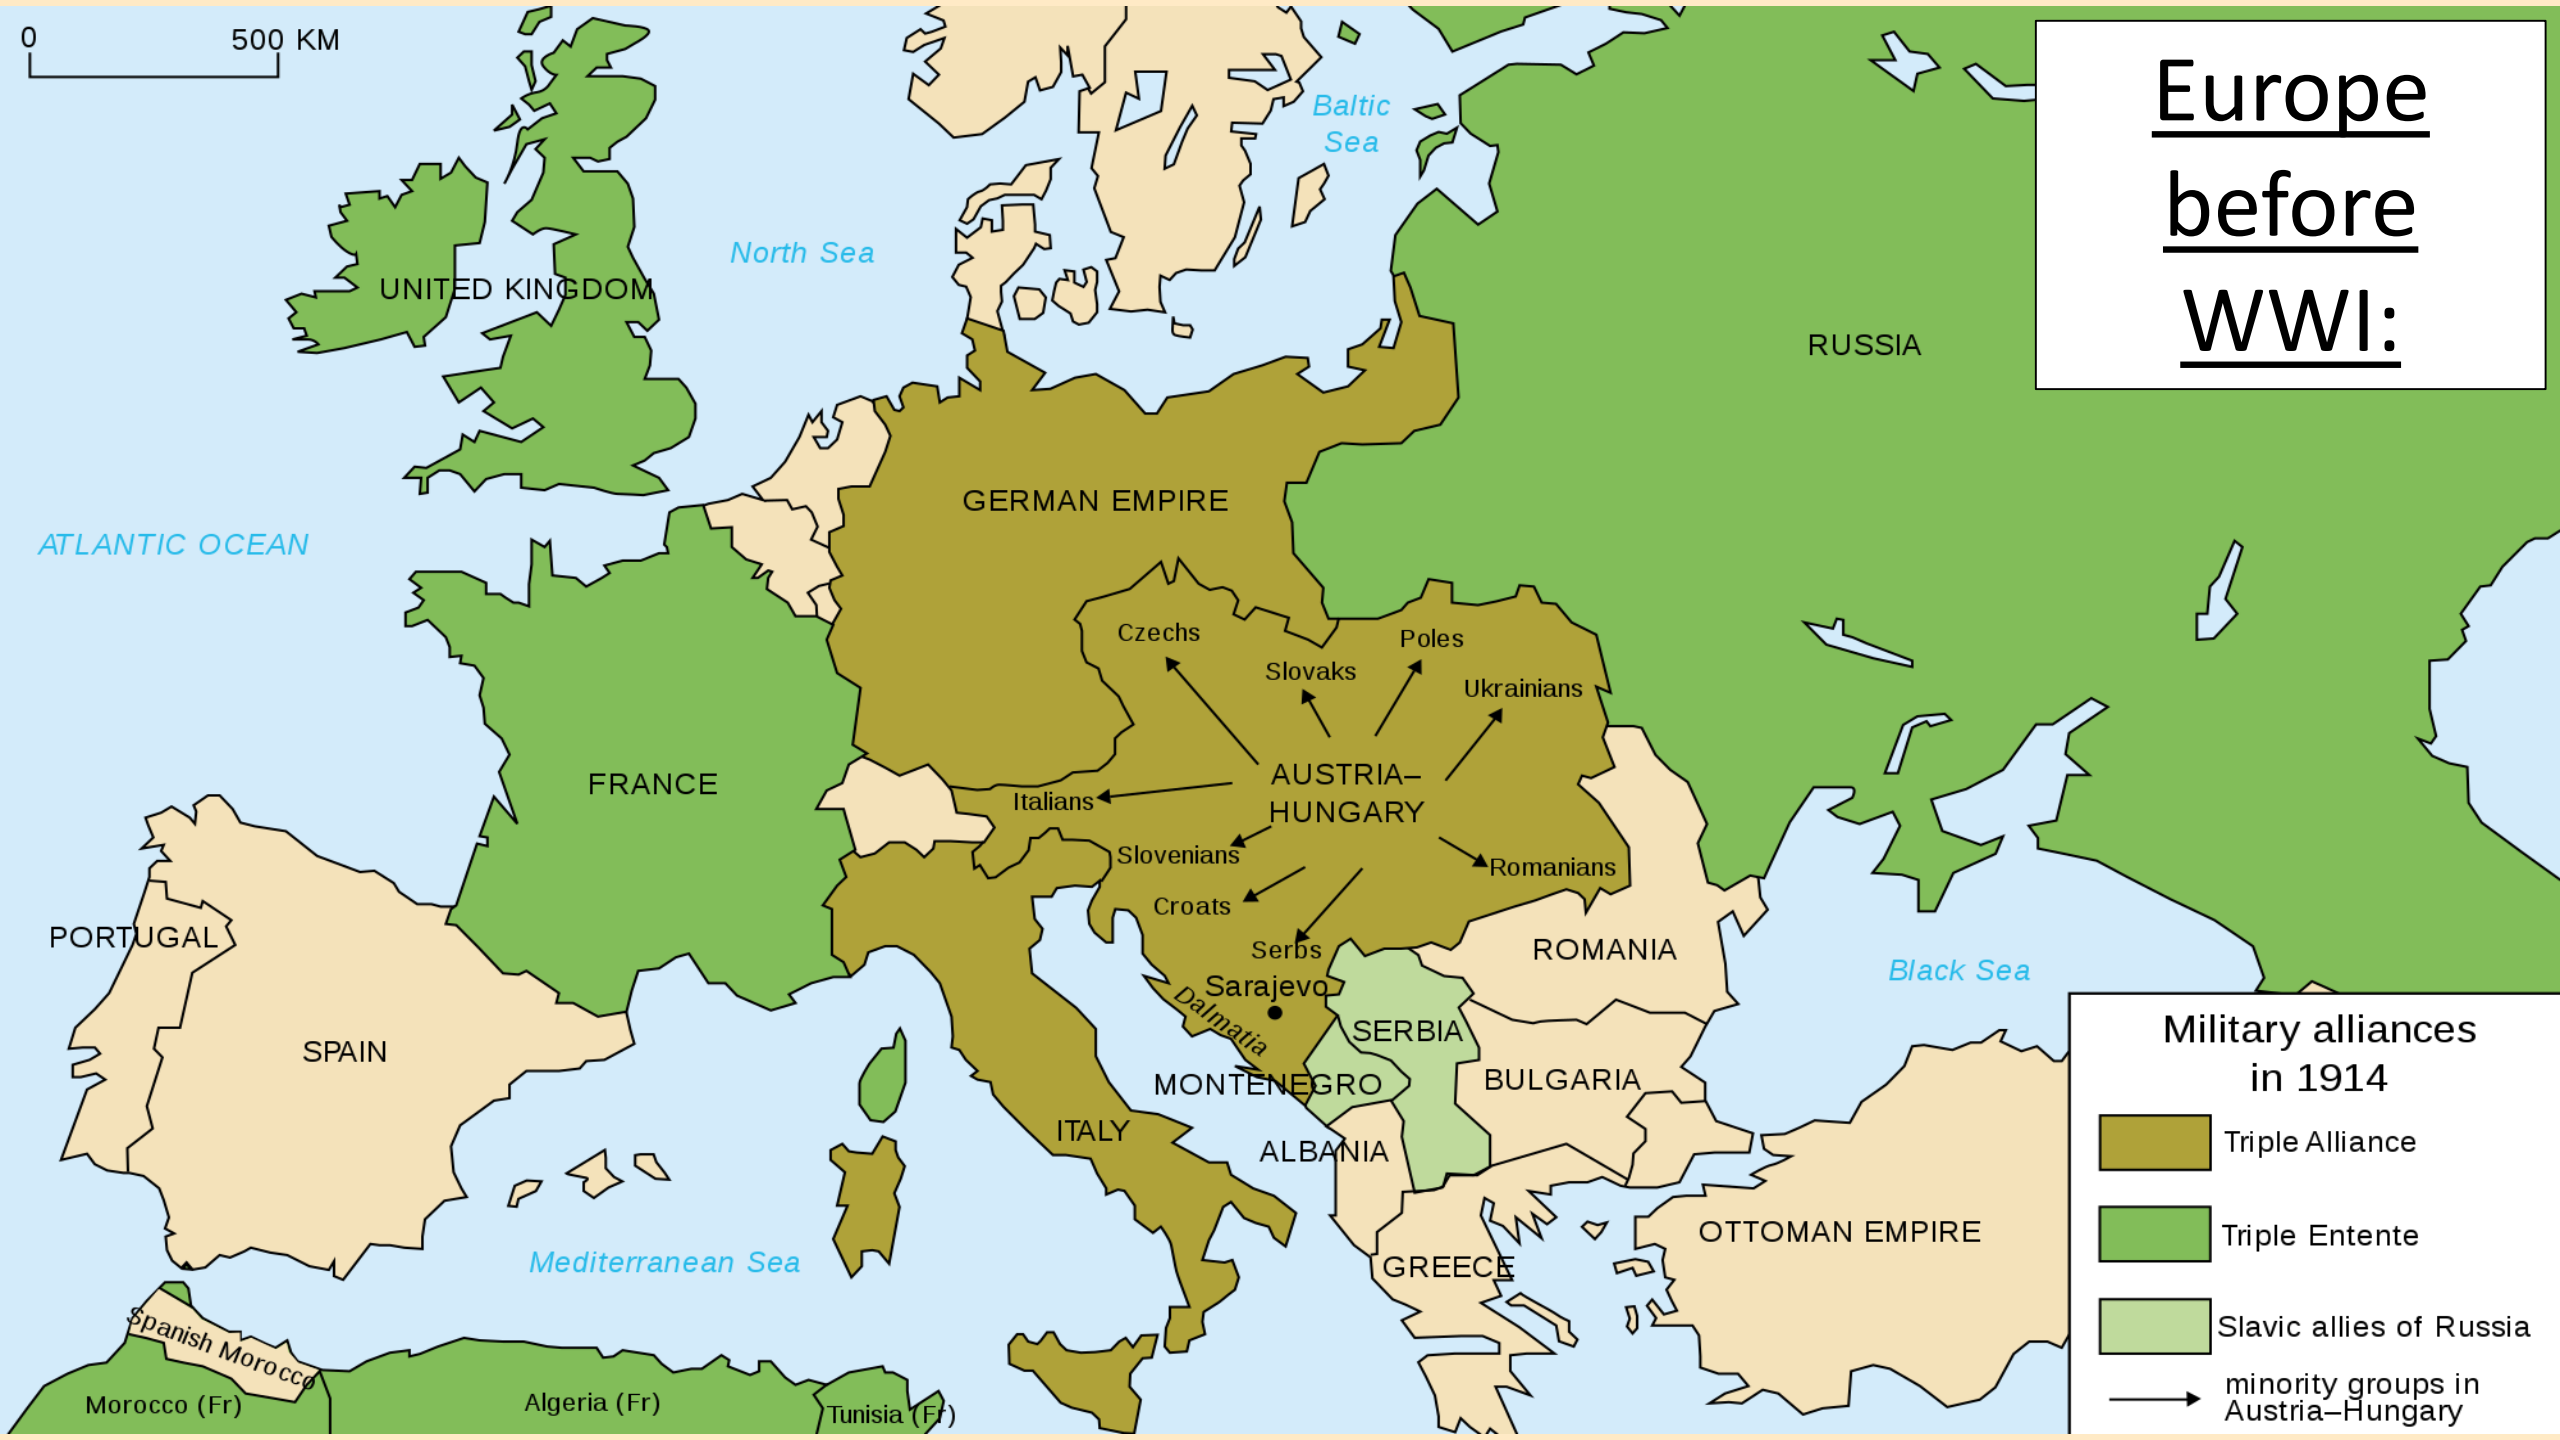 0 500 KM
Europe
before
WWI:
Baltic
Sea
North Sea
UNITED KINGDOM
RUSSIA
GERMAN EMPIRE
ATLANTIC OCEAN
Czechs
Poles
Slovaks
Ukrainians
FRANCE
AUSTRIA–
HUNGARY
Italians
Slovenians
Romanians
Croats
Serbs
PORTUGAL
ROMANIA
Black Sea
Sarajevo
Dalmatia
SERBIA
SPAIN
MONTENEGRO
BULGARIA
ITALY
ALBANIA
OTTOMAN EMPIRE
Mediterranean Sea
GREECE
Spanish Morocco
Morocco (Fr)
Algeria (Fr)
Tunisia (Fr)
Military alliances
in 1914
Triple Alliance
Triple Entente
Slavic allies of Russia
minority groups in
Austria–Hungary